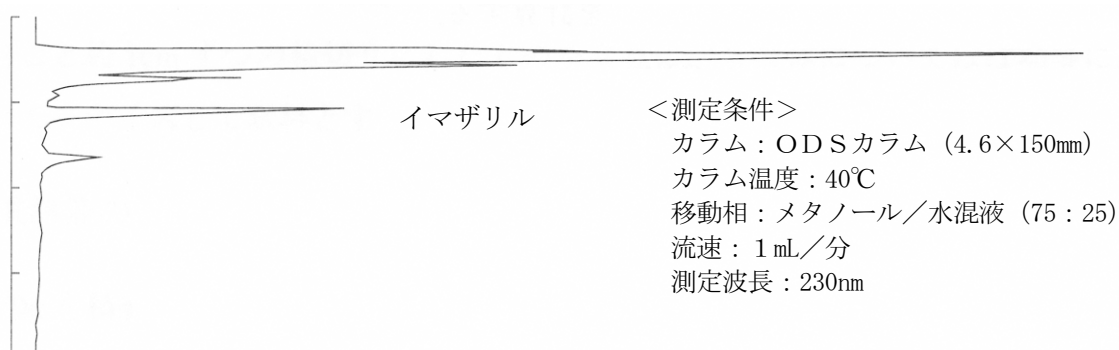 イマザリル
＜測定条件＞
カラム：ＯＤＳカラム（4.6×150mm）
カラム温度：40℃
移動相：メタノール／水混液（75：25）
流速：１mL／分
測定波長：230nm